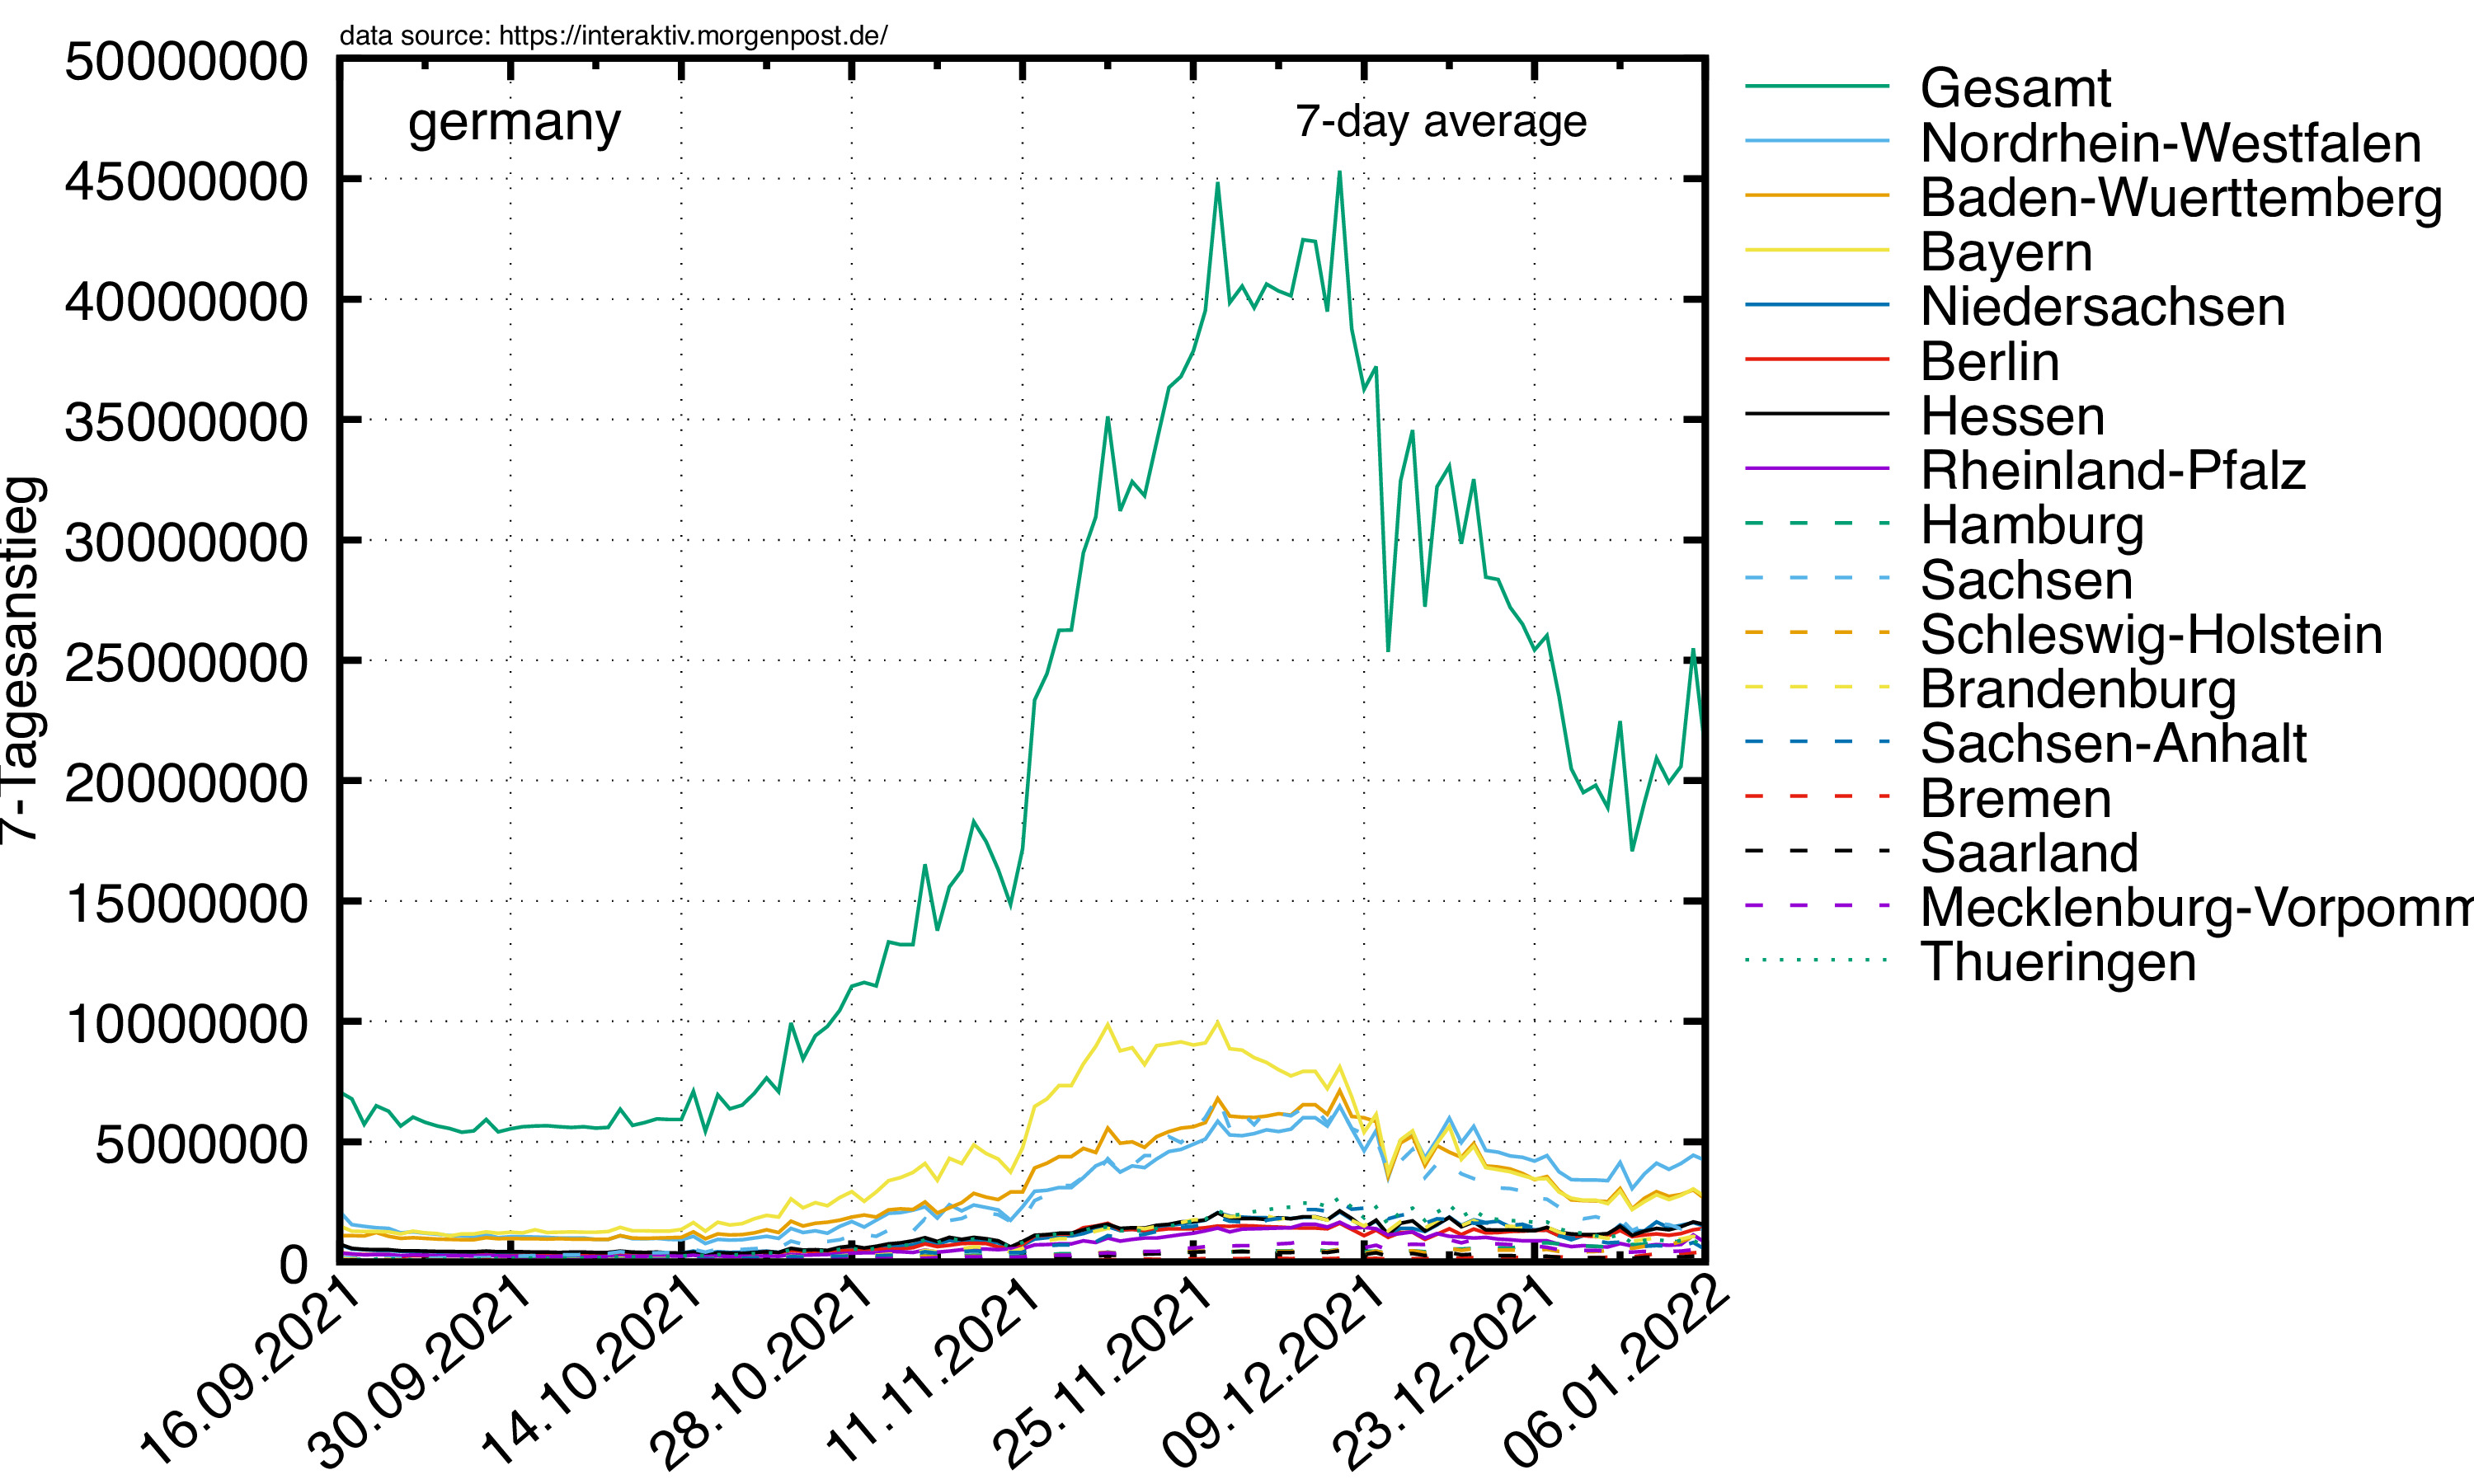 data source: https://interaktiv.morgenpost.de/
50000000
45000000
40000000
35000000
30000000
25000000
20000000
15000000
10000000
5000000
0
7-Tagesanstieg
germany
7-day average
16.09.2021
30.09.2021
14.10.2021
28.10.2021
11.11.2021
25.11.2021
09.12.2021
23.12.2021
06.01.2022
Gesamt
Nordrhein-Westfalen
Baden-Wuerttemberg
Bayern
Niedersachsen
Berlin
Hessen
Rheinland-Pfalz
Hamburg
Sachsen
Schleswig-Holstein
Brandenburg
Sachsen-Anhalt
Bremen
Saarland
Mecklenburg-Vorpomm
Thueringen